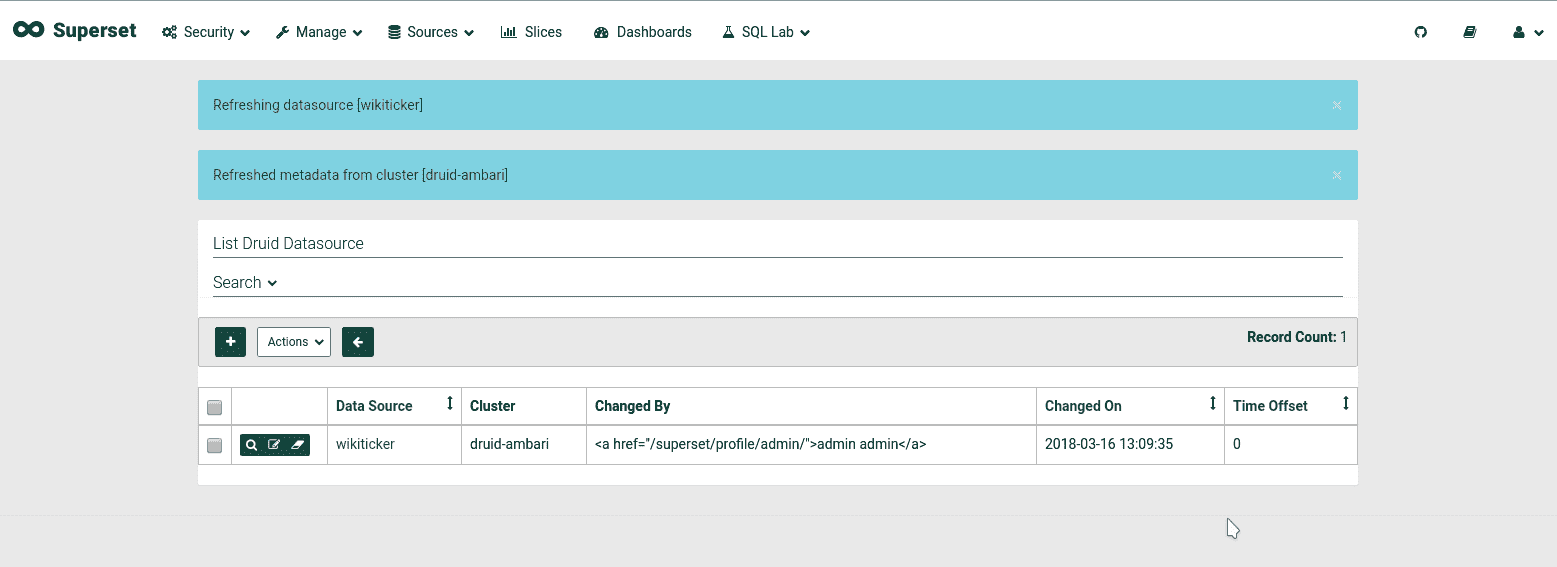 Superset Security Manage Sources Slices Dashboards SQL Lab
Refreshing datasource [wikiticker] ×
Refreshed metadata from cluster [druid-ambari] ×
List Druid Datasource
Search
Actions Record Count: 1
Data Source Cluster Changed By Changed On Time Offset
wikiticker druid-ambari <a href="/superset/profile/admin/">admin admin</a> 2018-03-16 13:09:35 0